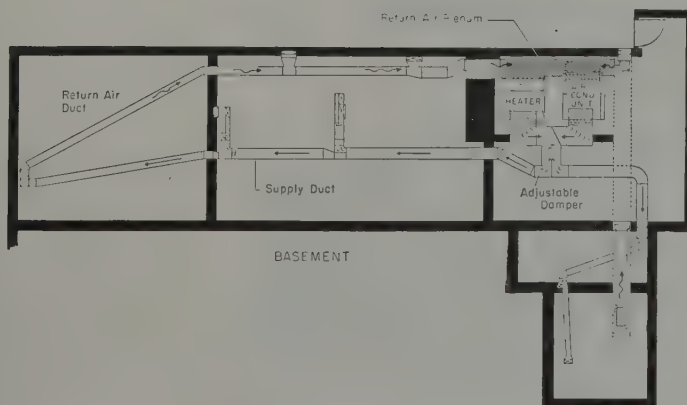 Return Air Plenum
Return Air
Duct
HEATER
COND
UNIT
Supply Duct
Adjustable
Damper
BASEMENT